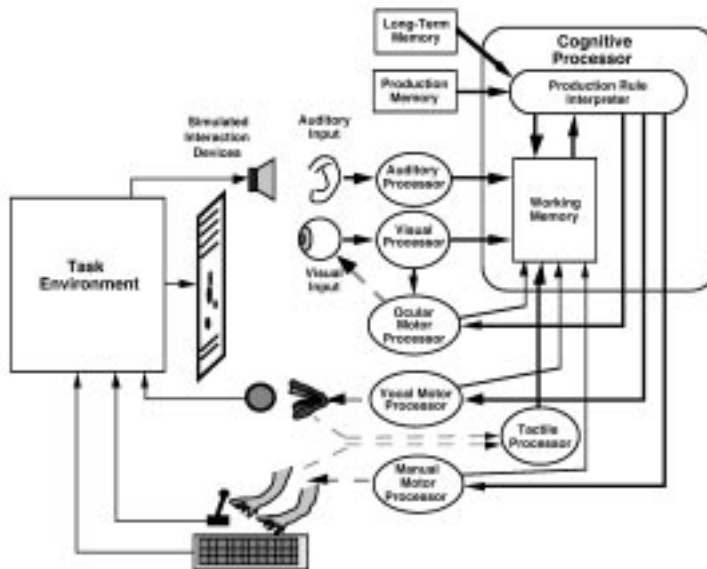 Long-Term
Memory
Cognitive
Processor
Production
Memory
Production Rule
Interpreter
Simulated
Interaction
Devices
Auditory
Input
Auditory
Processor
Working
Memory
Visual
Processor
Task
Environment
Visual
Input
Ocular
Motor
Processor
Vocal Motor
Processor
Tactile
Processor
Manual
Motor
Processor